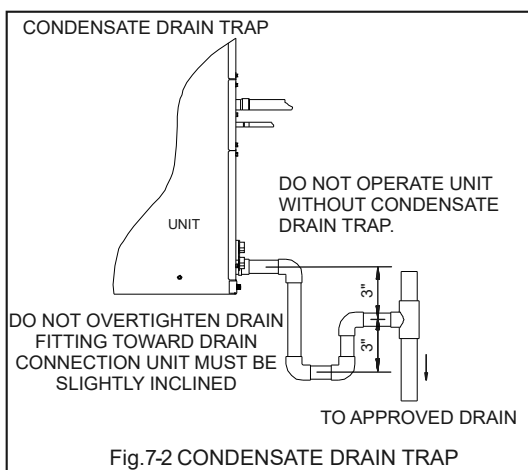 CONDENSATE DRAIN TRAP
DO NOT OPERATE UNIT
WITHOUT CONDENSATE
DRAIN TRAP.
UNIT
3"
3"
DO NOT OVERTIGHTEN DRAIN
FITTING TOWARD DRAIN
CONNECTION UNIT MUST BE
SLIGHTLY INCLINED
TO APPROVED DRAIN
Fig.7-2 CONDENSATE DRAIN TRAP